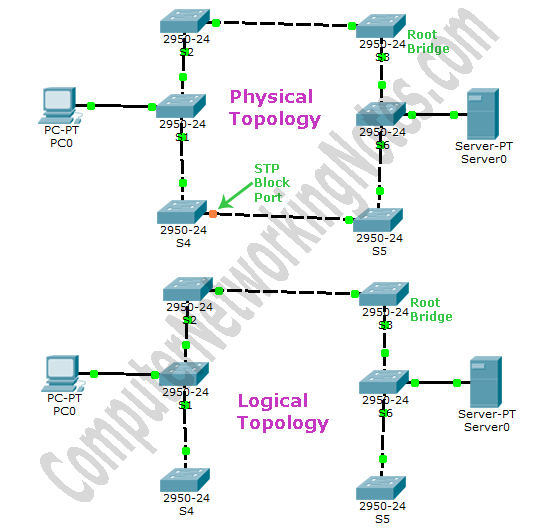 2950-24
S2
2950-24
S3
Root
Bridge
PC-PT
PC0
2950-24
S1
Physical
Topology
2950-24
S6
Server-PT
Server0
STP
Block
Port
2950-24
S4
2950-24
S5
2950-24
S2
2950-24
S3
Root
Bridge
PC-PT
PC0
2950-24
S1
Logical
Topology
2950-24
S6
Server-PT
Server0
2950-24
S4
2950-24
S5
ComputerNetworkingNotes.com